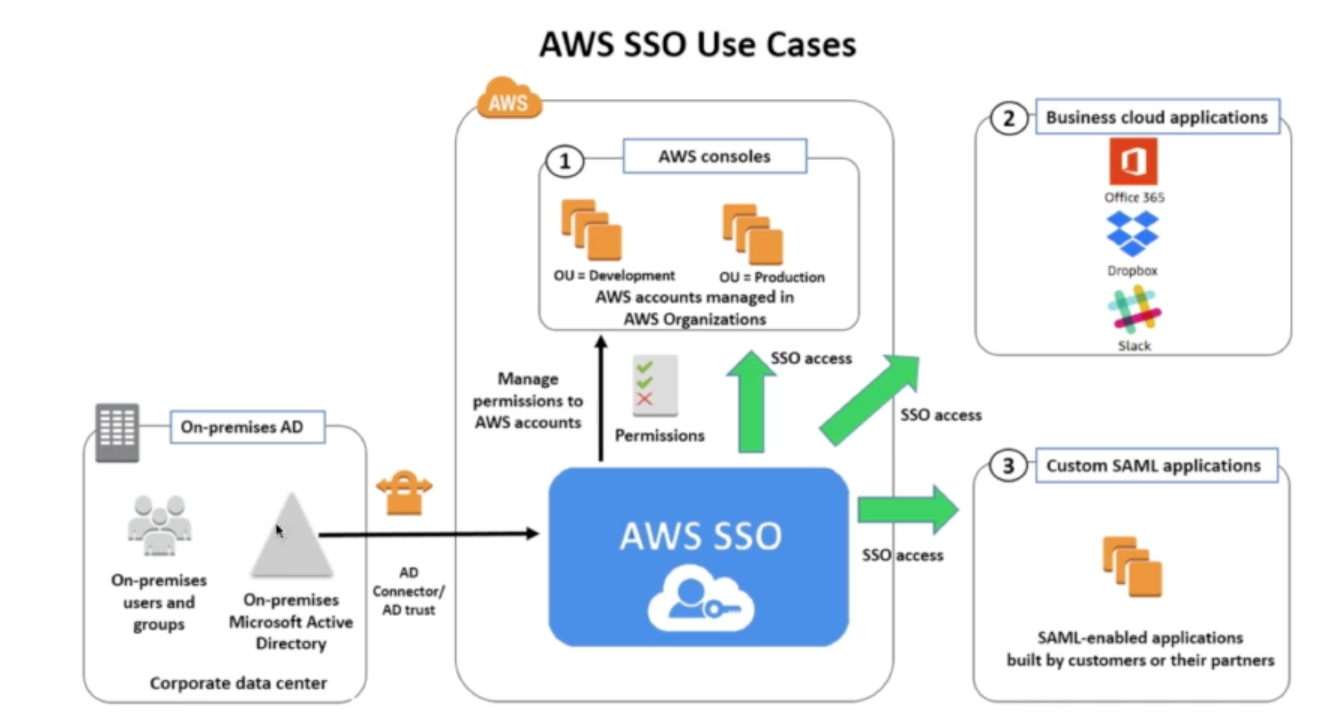 AWS SSO Use Cases
AWS
1
AWS consoles
OU = Development
OU = Production
AWS accounts managed in
AWS Organizations
2
Business cloud applications
Office 365
Dropbox
Slack
Manage
permissions to
AWS accounts
Permissions
SSO access
SSO access
On-premises AD
On-premises
users and
groups
On-premises
Microsoft Active
Directory
Corporate data center
AD
Connector/
AD trust
AWS SSO
SSO access
3
Custom SAML applications
SAML-enabled applications
built by customers or their partners